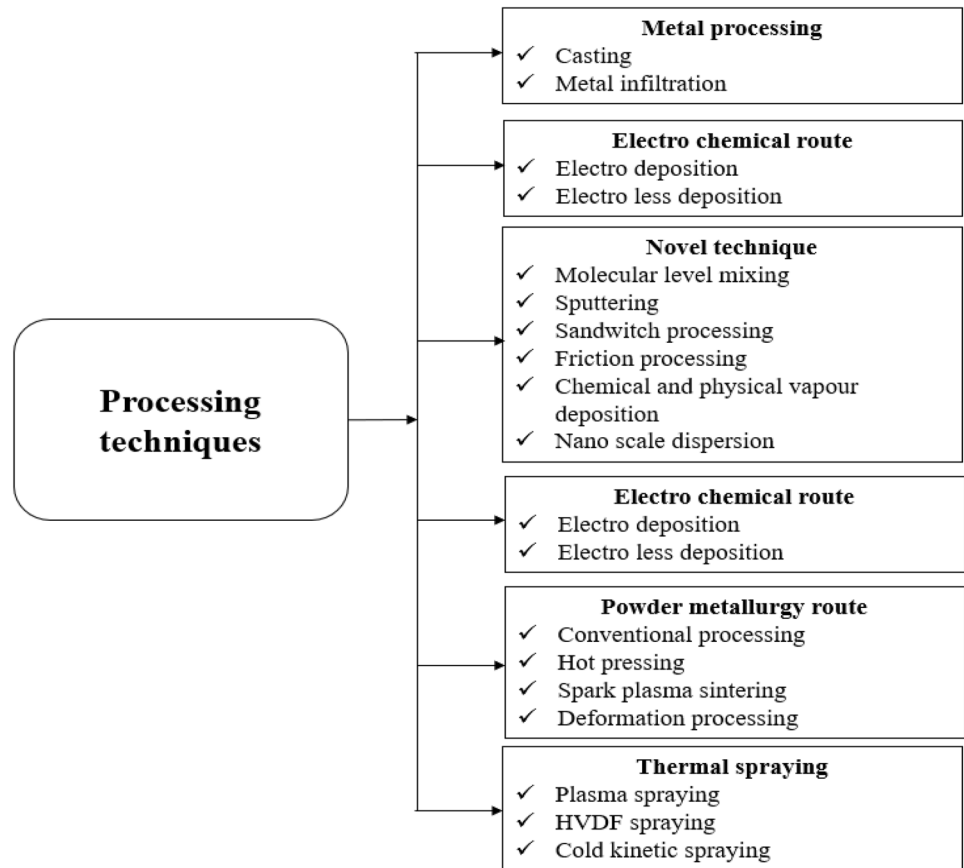 Processing
techniques
Metal processing
✓ Casting
✓ Metal infiltration
Electro chemical route
✓ Electro deposition
✓ Electro less deposition
Novel technique
✓ Molecular level mixing
✓ Sputtering
✓ Sandwitch processing
✓ Friction processing
✓ Chemical and physical vapour
deposition
✓ Nano scale dispersion
Electro chemical route
✓ Electro deposition
✓ Electro less deposition
Powder metallurgy route
✓ Conventional processing
✓ Hot pressing
✓ Spark plasma sintering
✓ Deformation processing
Thermal spraying
✓ Plasma spraying
✓ HVDF spraying
✓ Cold kinetic spraying